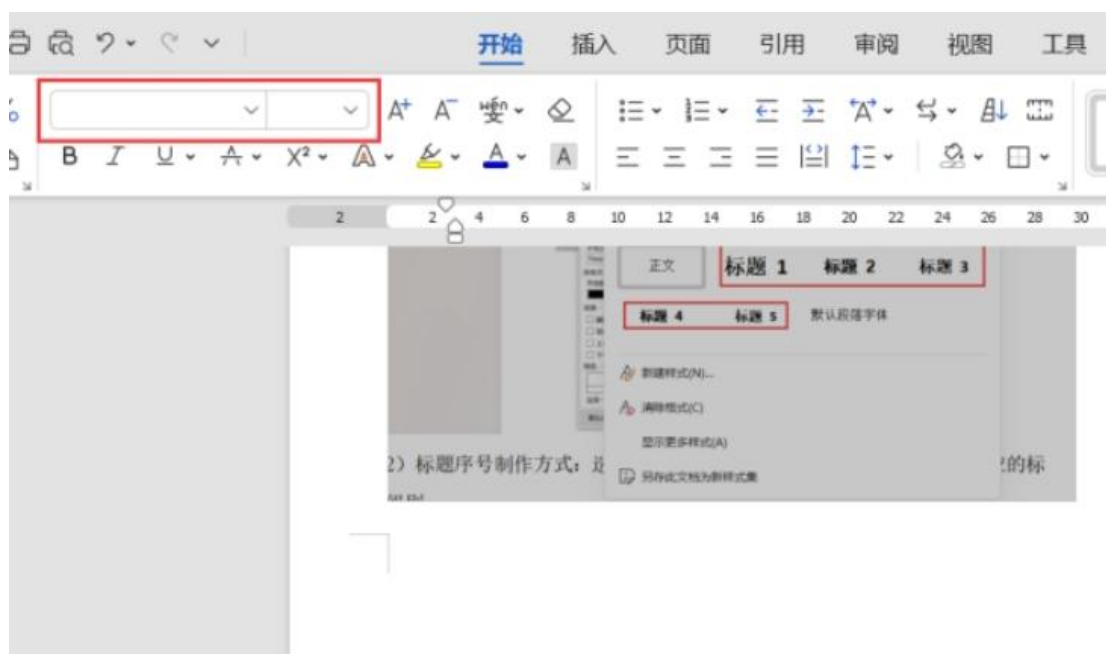 开始 插入 页面 引用 审阅 视图 工具
A+ A- wén
B I U A X² A A A
2 2 4 6 8 10 12 14 16 18 20 22 24 26 28 30
正文 标题 1 标题 2 标题 3
标题 4 标题 5 默认段落字体
新建样式(N)...
清除格式(C)
显示更多样式(A)
2）标题序号制作方式：
的标
另存此文档为新样式集